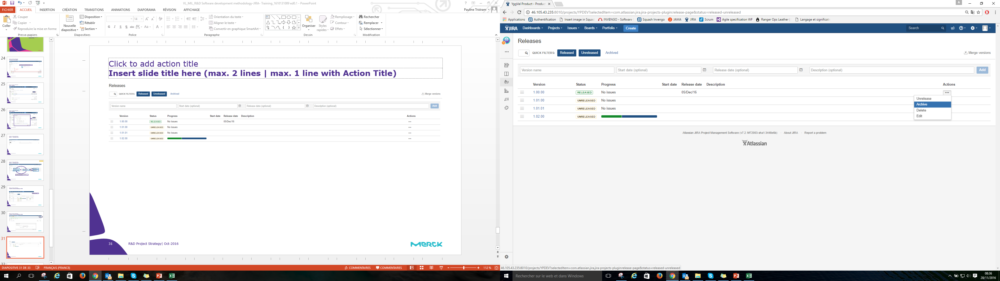 VL_MIL_R&D Software development methodology-JIRA- Training_1610131009 ed0.1 - PowerPoint
FICHIER ACCUEIL INSERTION CRÉATION TRANSITIONS ANIMATIONS DIAPORAMA RÉVISION AFFICHAGE
Pauline Tristram
Coller
Couper
Copier
Reproduire la mise en forme
Presse-papiers
Nouvelle diapositive
Disposition
Rétablir
Section
Diapositives
14
G I S S abc AV Aa A
Police
Orientation du texte
Aligner le texte
Convertir en graphique SmartArt
Paragraphe
Organiser
Styles rapides
Remplissage
Contour
Effets
Dessin
Rechercher
Remplacer
Sélectionner
Modification
24
25
26
27
28
29
30
31
32
Click to add action title
Insert slide title here (max. 2 lines | max. 1 line with Action Title)
Releases
QUICK FILTERS: Released Unreleased Archived Merge versions
Version name Start date (optional) Release date (optional) Description (optional) Add
Version Status Progress Start date Release date Description Actions
1.00.00 RELEASED No issues 05/Dec/16
1.01.00 UNRELEASED No issues
1.01.01 UNRELEASED No issues
1.02.00 UNRELEASED
31 R&D Project Strategy| Oct-2016
MERCK
DIAPOSITIVE 31 DE 33 FRANÇAIS (FRANCE) COMMENTAIRES COMMENTAIRES 112 %
YggVal Product - Product
46.105.43.235:8010/projects/YPDEV?selectedItem=com.atlassian.jira.jira-projects-plugin:release-page&status=released-unreleased
Applications Authentification Insert image in Squas Squash Invengo INVENGO - Software JAMA JIRA Scrum Agile specification WF Ranger Ops Leather | Langage et significati
JIRA Dashboards Projects Issues Boards Portfolio Create Search
Releases
QUICK FILTERS: Released Unreleased Archived Merge versions
Version name Start date (optional) Release date (optional) Description (optional) Add
Version Status Progress Start date Release date Description Actions
1.00.00 RELEASED No issues 05/Dec/16
1.01.00 UNRELEASED No issues
1.01.01 UNRELEASED No issues
1.02.00 UNRELEASED
Unrelease
Archive
Delete
Edit
Atlassian JIRA Project Management Software (v7.2.1#72003-sha1:3448e6b) · About JIRA · Report a problem
Atlassian
46.105.43.235:8010/projects/YPDEV?selectedItem=com.atlassian.jira.jira-projects-plugin:release-page&status=released-unreleased
Rechercher sur le web et dans Windows
08:36
28/11/2016